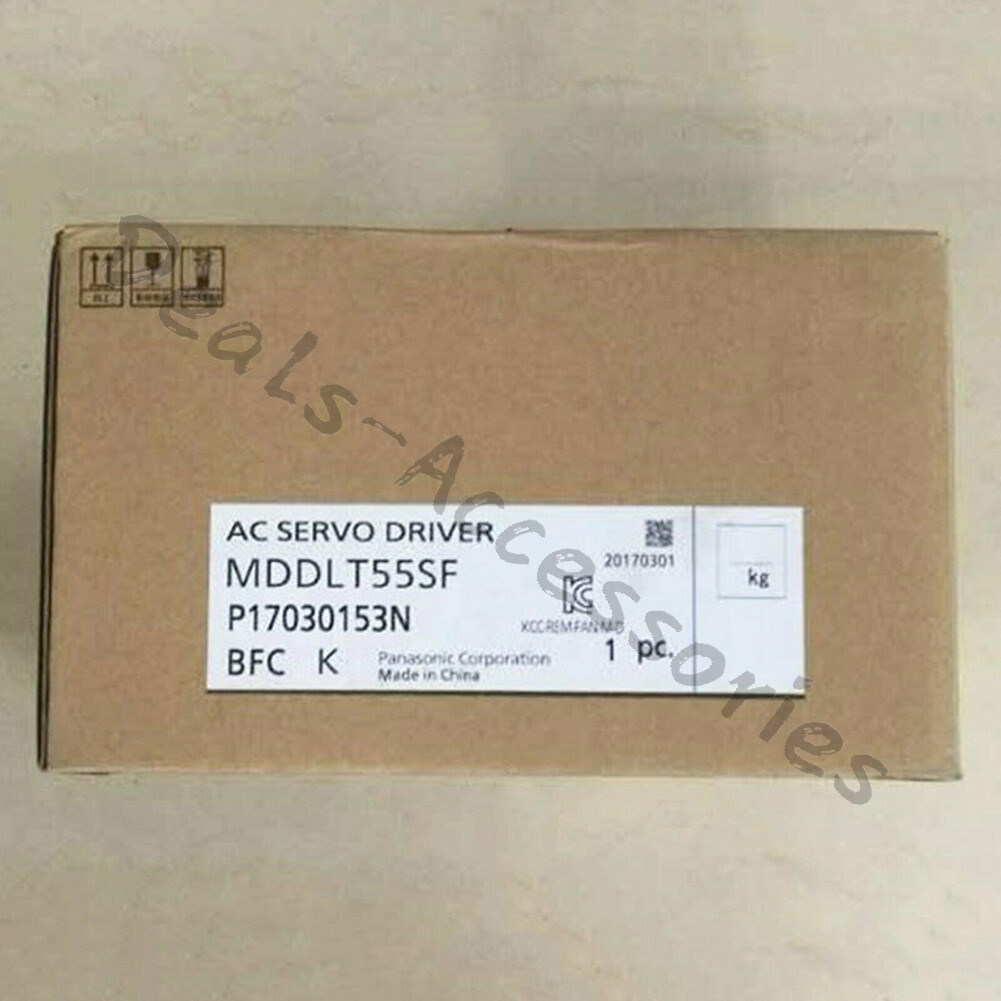 AC SERVO DRIVER
MDDLT55SF
20170301
kg
P17030153N
BFC K
Panasonic Corporation
Made in China
1 pc.
Deals-Accessories